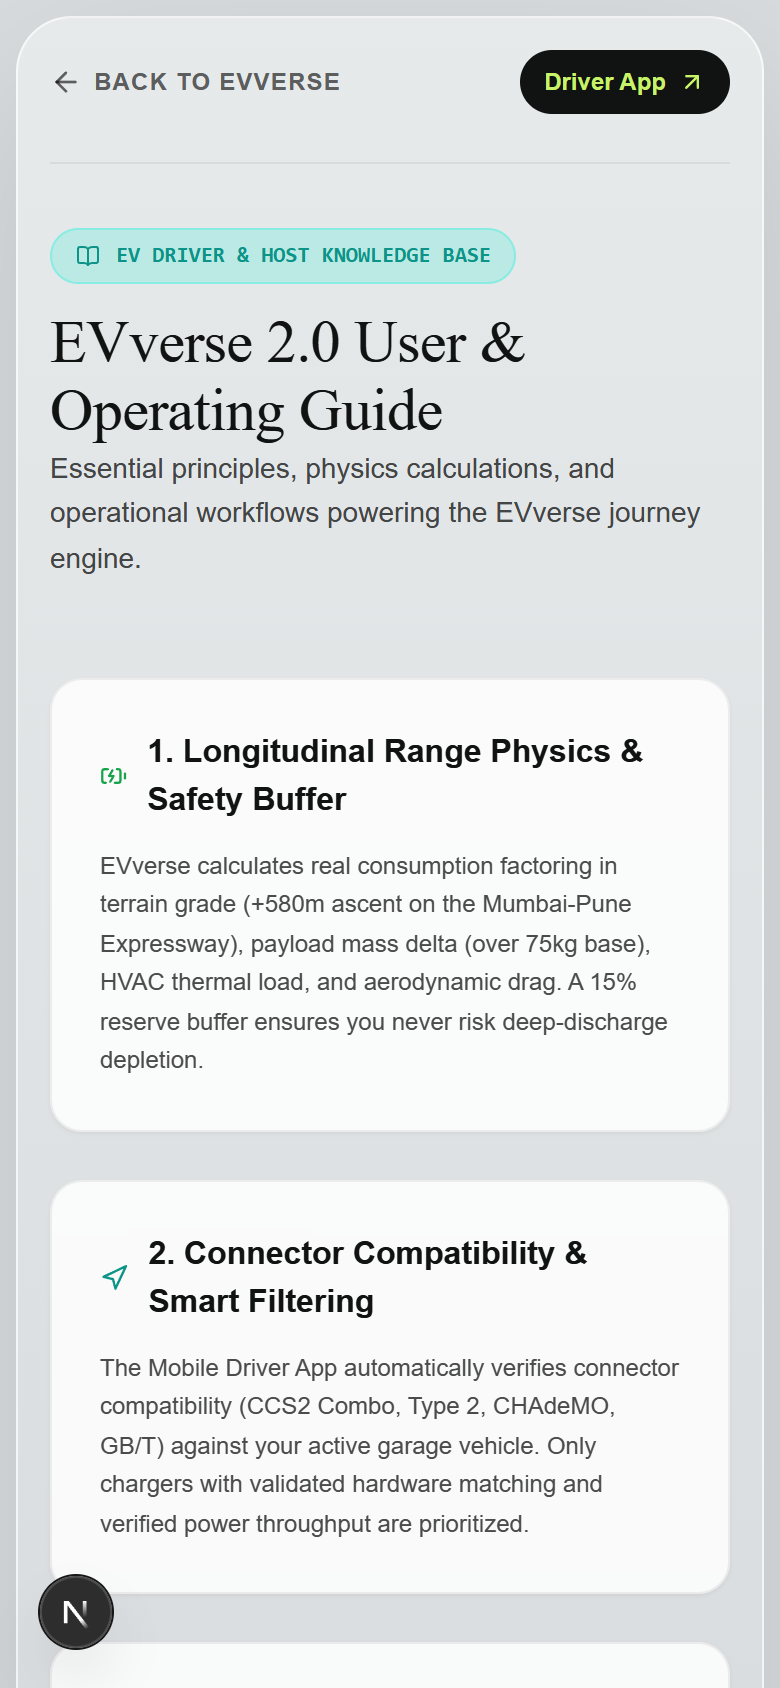 BACK TO EVVERSE
Driver App
EV DRIVER & HOST KNOWLEDGE BASE
EVverse 2.0 User &
Operating Guide
Essential principles, physics calculations, and
operational workflows powering the EVverse journey
engine.
1. Longitudinal Range Physics &
Safety Buffer
EVverse calculates real consumption factoring in
terrain grade (+580m ascent on the Mumbai-Pune
Expressway), payload mass delta (over 75kg base),
HVAC thermal load, and aerodynamic drag. A 15%
reserve buffer ensures you never risk deep-discharge
depletion.
2. Connector Compatibility &
Smart Filtering
The Mobile Driver App automatically verifies connector
compatibility (CCS2 Combo, Type 2, CHAdeMO,
GB/T) against your active garage vehicle. Only
chargers with validated hardware matching and
verified power throughput are prioritized.
N